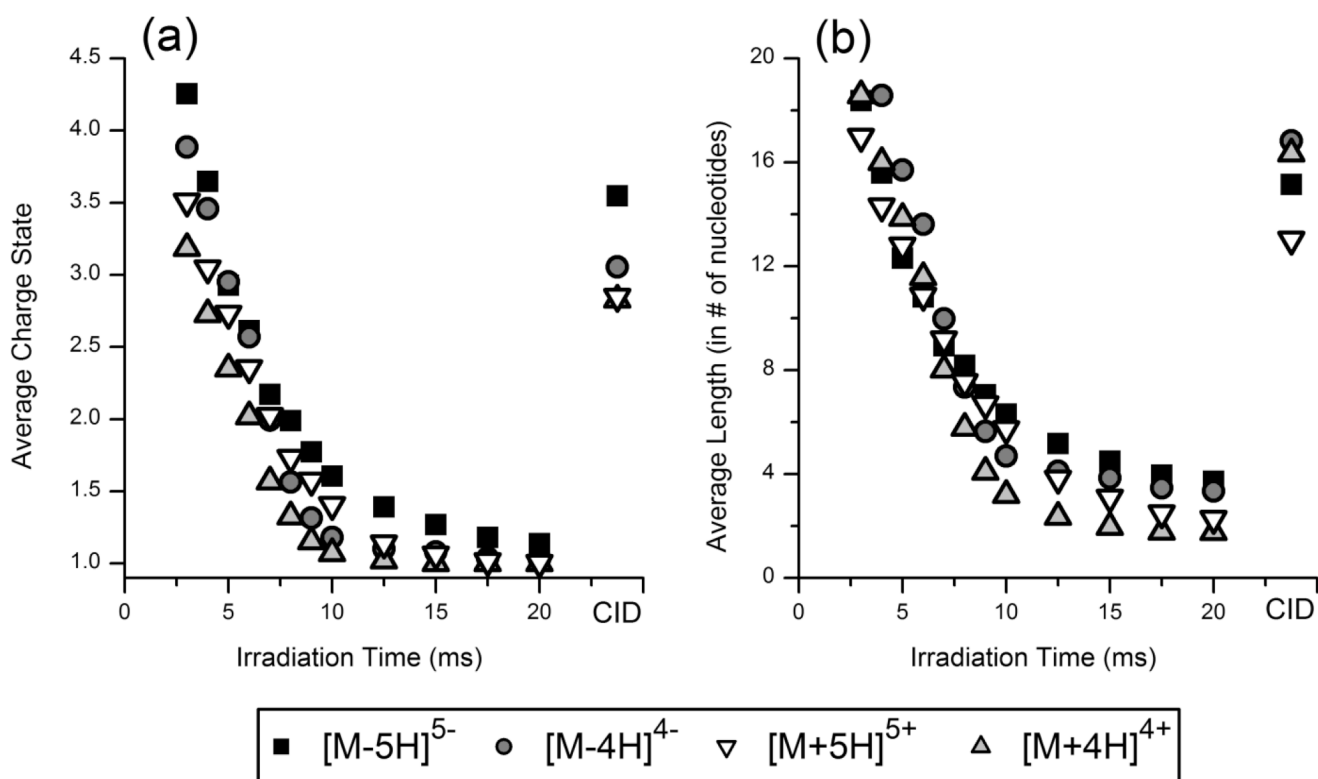 (a)
4.5
4.0
3.5
3.0
2.5
2.0
1.5
1.0
Average Charge State
0
5
10
15
20
CID
Irradiation Time (ms)
(b)
20
16
12
8
4
0
Average Length (in # of nucleotides)
0
5
10
15
20
CID
Irradiation Time (ms)
[M-5H]5- [M-4H]4- [M+5H]5+ [M+4H]4+